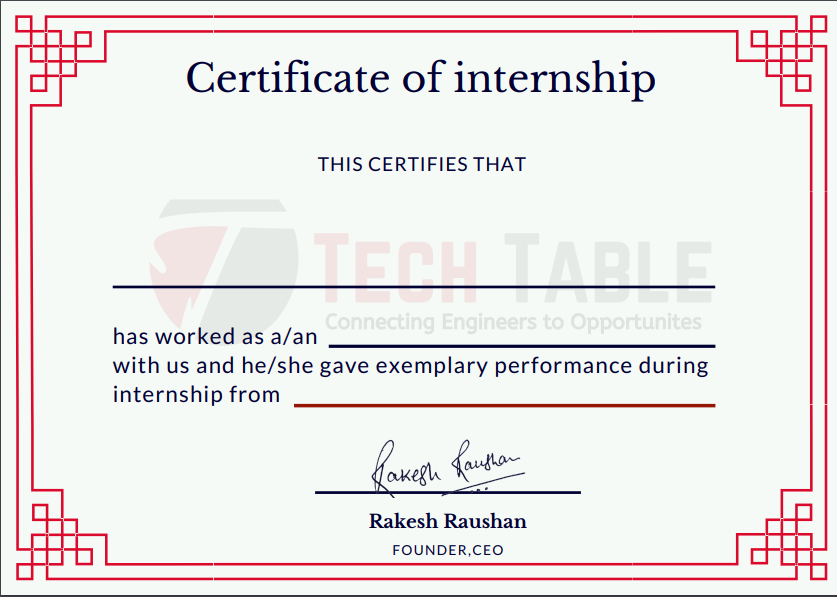 Certificate of internship
THIS CERTIFIES THAT
TECH TABLE
Connecting Engineers to Opportunites
has worked as a/an
with us and he/she gave exemplary performance during
internship from
Rakesh Raushan
Rakesh Raushan
FOUNDER,CEO